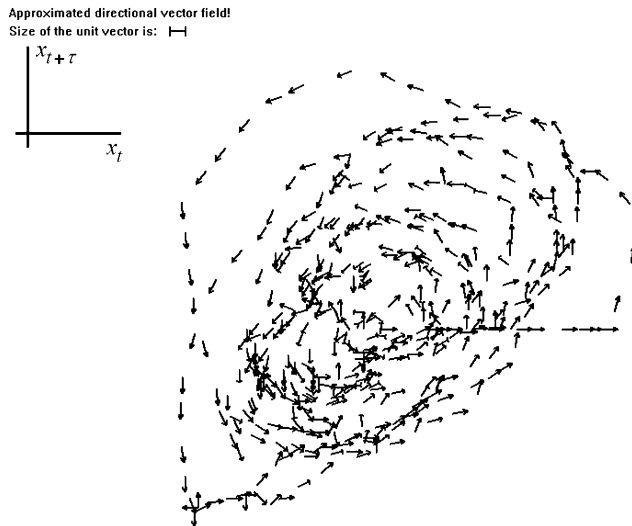 Approximated directional vector field!
Size of the unit vector is:
x_{t+τ}
x_t